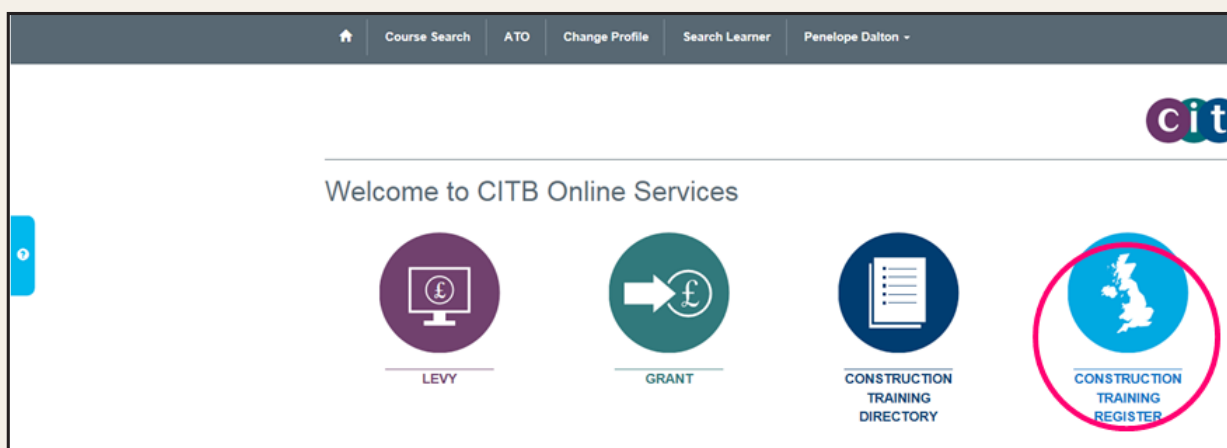 Course Search ATO Change Profile Search Learner Penelope Dalton
cit
Welcome to CITB Online Services
£ £
LEVY GRANT CONSTRUCTION TRAINING DIRECTORY CONSTRUCTION TRAINING REGISTER